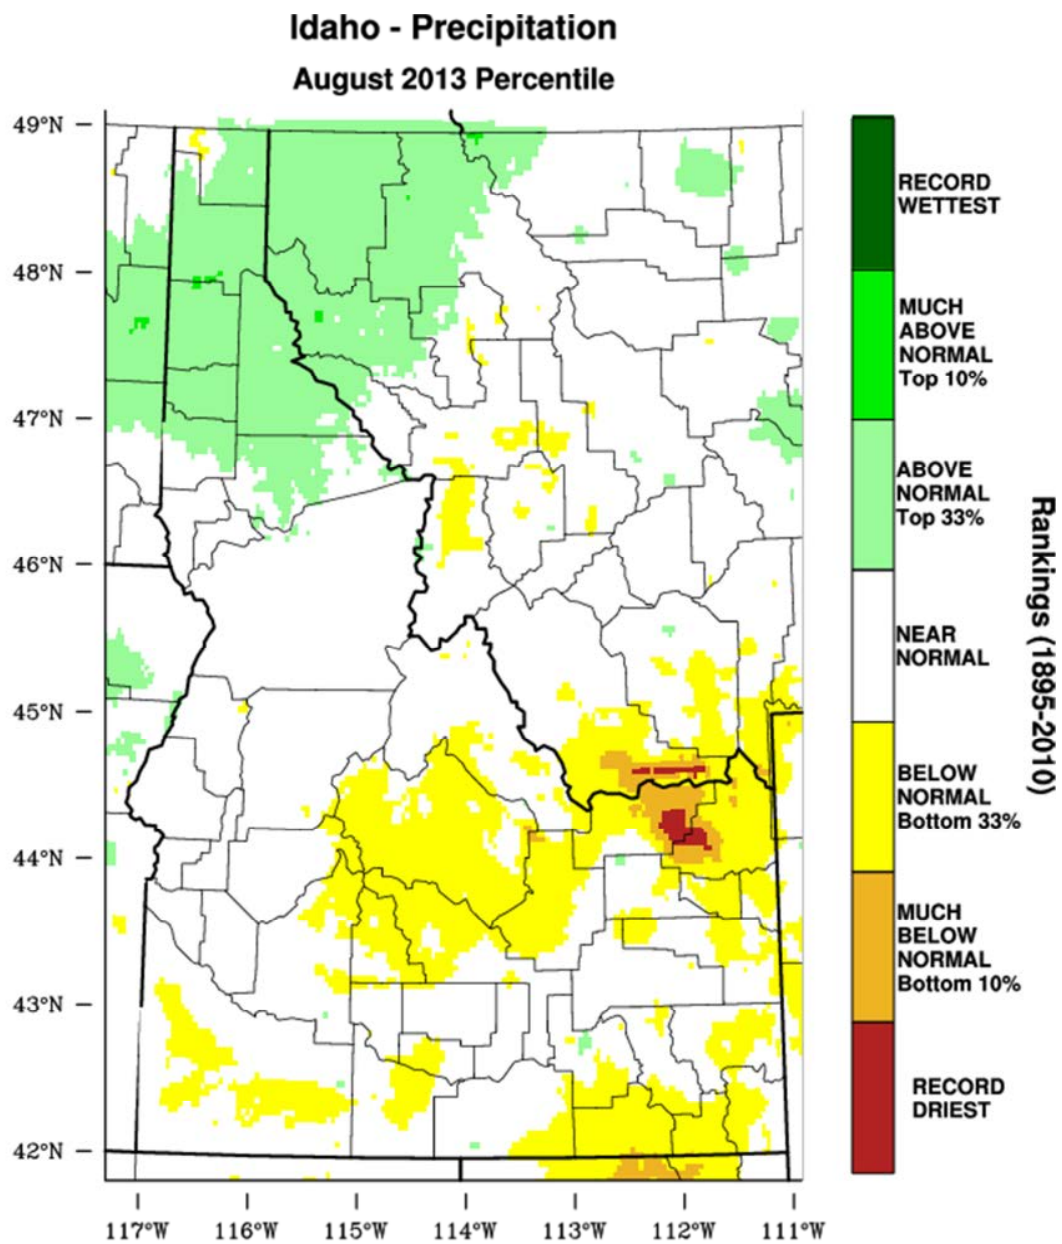 Idaho - Precipitation
August 2013 Percentile
49°N
48°N
47°N
46°N
45°N
44°N
43°N
42°N
117°W
116°W
115°W
114°W
113°W
112°W
111°W
RECORD
WETTEST
MUCH
ABOVE
NORMAL
Top 10%
ABOVE
NORMAL
Top 33%
NEAR
NORMAL
BELOW
NORMAL
Bottom 33%
MUCH
BELOW
NORMAL
Bottom 10%
RECORD
DRIEST
Rankings (1895-2010)